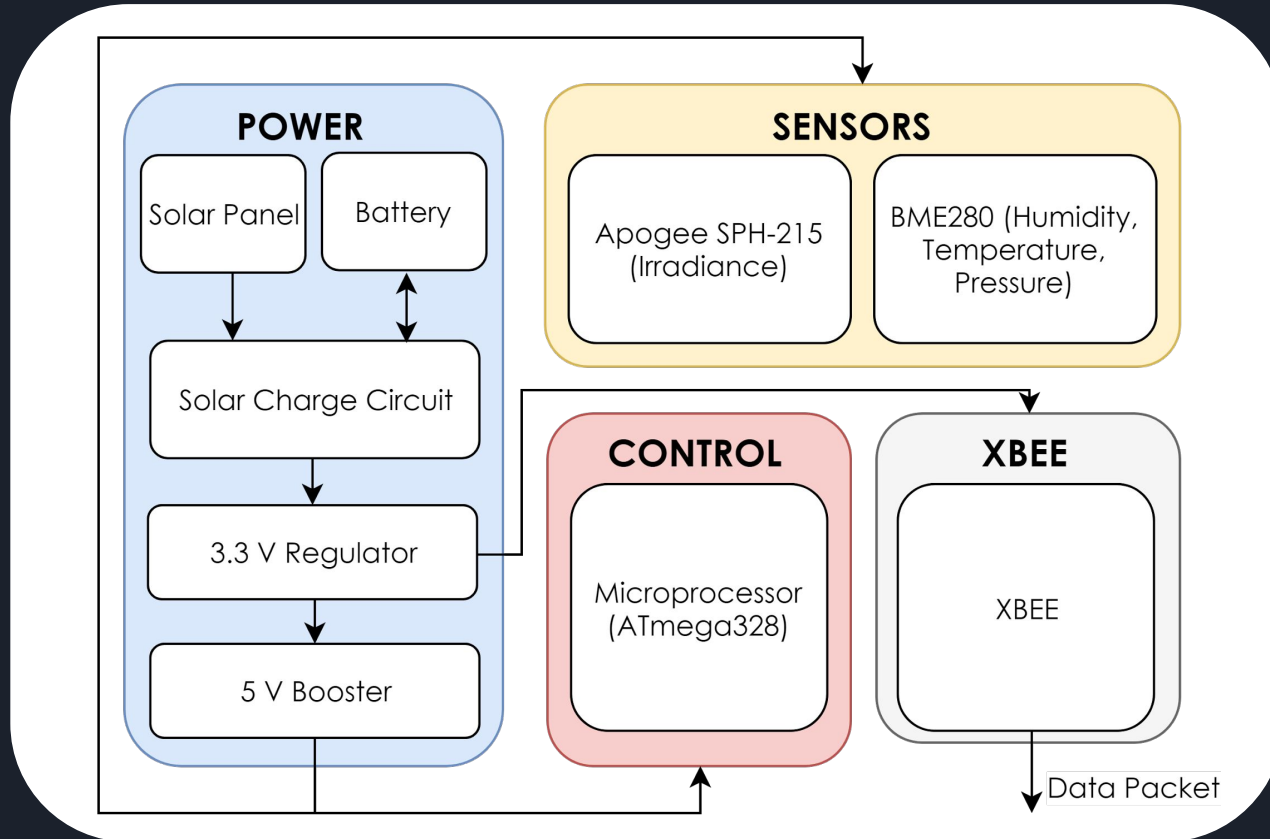 POWER
Solar Panel
Battery
Solar Charge Circuit
3.3 V Regulator
5 V Booster
SENSORS
Apogee SPH-215
(Irradiance)
BME280 (Humidity,
Temperature,
Pressure)
CONTROL
Microprocessor
(ATmega328)
XBEE
XBEE
Data Packet